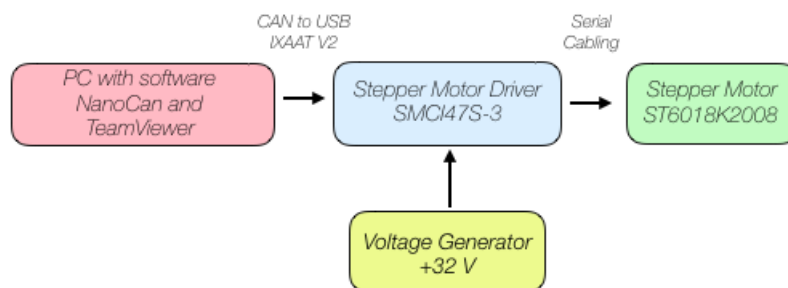 CAN to USB
IXAAT V2
Serial
Cabling
PC with software
NanoCan and
TeamViewer
Stepper Motor Driver
SMCI47S-3
Stepper Motor
ST6018K2008
Voltage Generator
+32 V